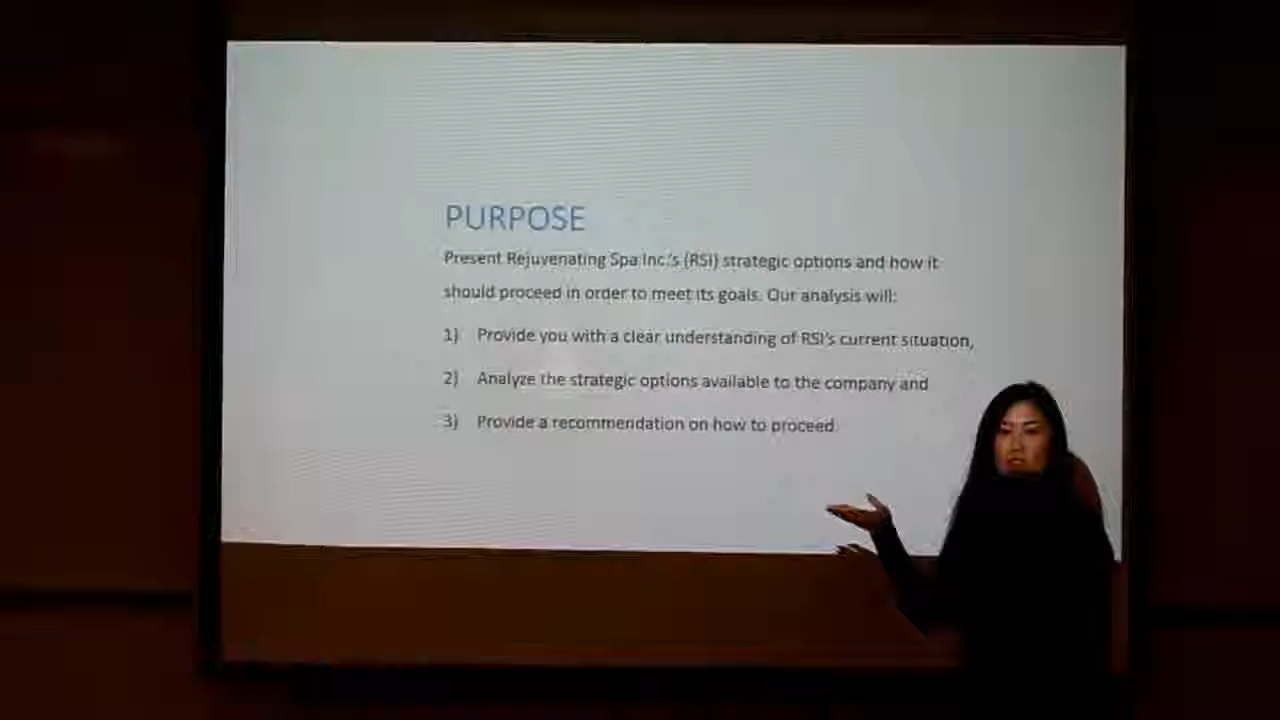 PURPOSE
Present Rejuvenating Spa Inc.'s (RSI) strategic options and how it
should proceed in order to meet its goals. Our analysis will:
1) Provide you with a clear understanding of RSI's current situation,
2) Analyze the strategic options available to the company and
3) Provide a recommendation on how to proceed.